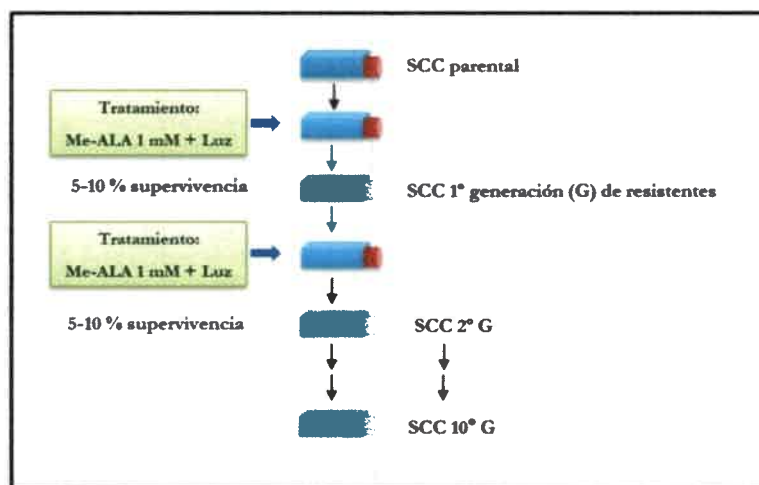 SCC parental
Tratamiento:
Me-ALA 1 mM + Luz
5-10 % supervivencia
SCC 1° generación (G) de resistentes
Tratamiento:
Me-ALA 1 mM + Luz
5-10 % supervivencia
SCC 2° G
SCC 10° G